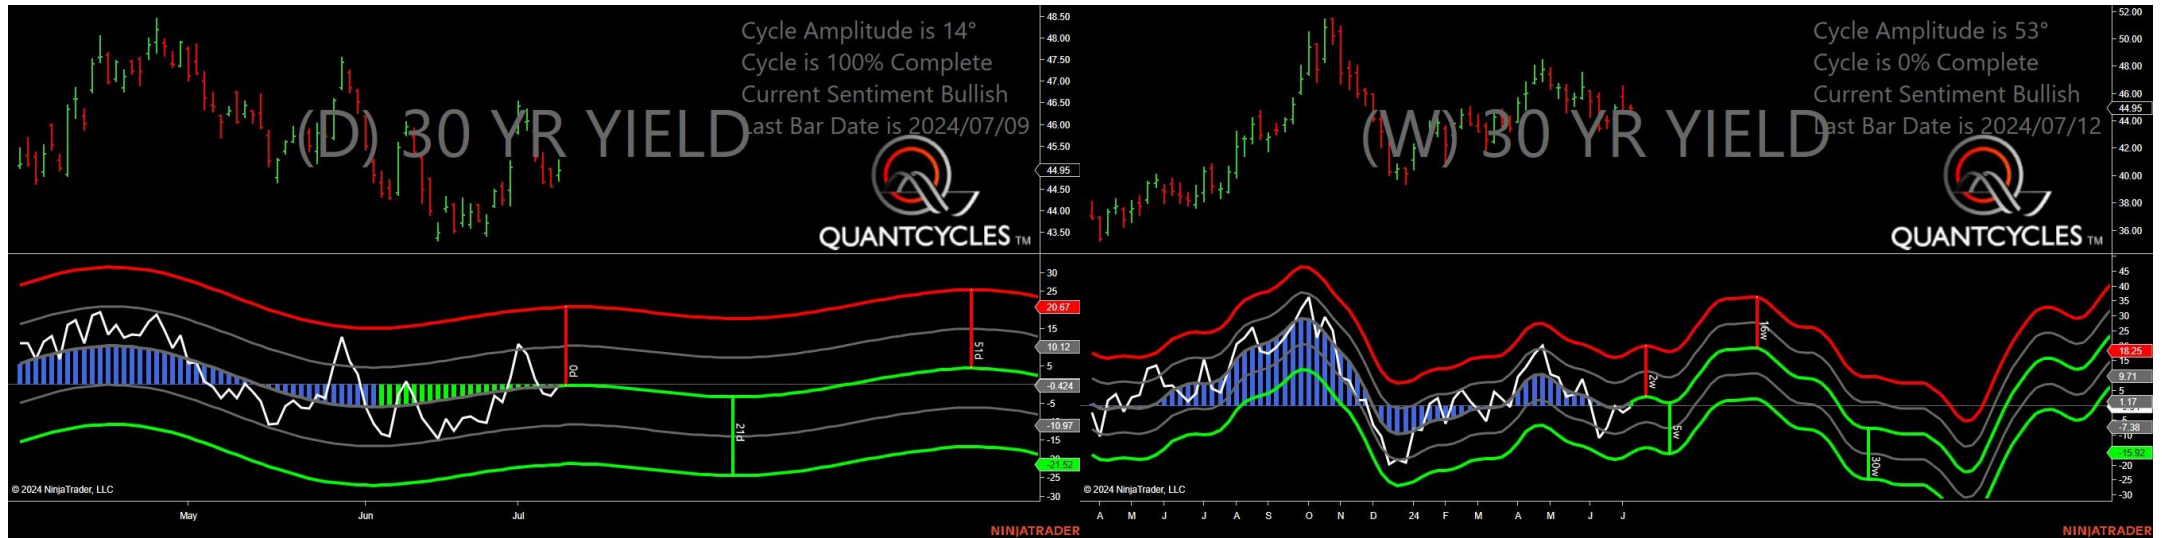 Cycle Amplitude is 14°
Cycle is 100% Complete
Current Sentiment Bullish
Last Bar Date is 2024/07/09
(D) 30 YR YIELD
QUANTCYCLES TM
48.50
48.00
47.50
47.00
46.50
46.00
45.50
44.95
44.50
44.00
43.50
30
25
20.67
15
10.12
5
-0.424
-5
-10.97
-15
-21.52
-25
-30
0d
21d
51d
© 2024 NinjaTrader, LLC
May Jun Jul
NINJATRADER
Cycle Amplitude is 53°
Cycle is 0% Complete
Current Sentiment Bullish
Last Bar Date is 2024/07/12
(W) 30 YR YIELD
QUANTCYCLES TM
52.00
50.00
48.00
46.00
44.95
44.00
42.00
40.00
38.00
36.00
45
40
35
30
25
20
18.25
15
9.71
5
1.17
-7.38
-10
-15.92
-20
-25
-30
2w
5w
16w
30w
© 2024 NinjaTrader, LLC
A M J J A S O N D 24 F M A M J J
NINJATRADER